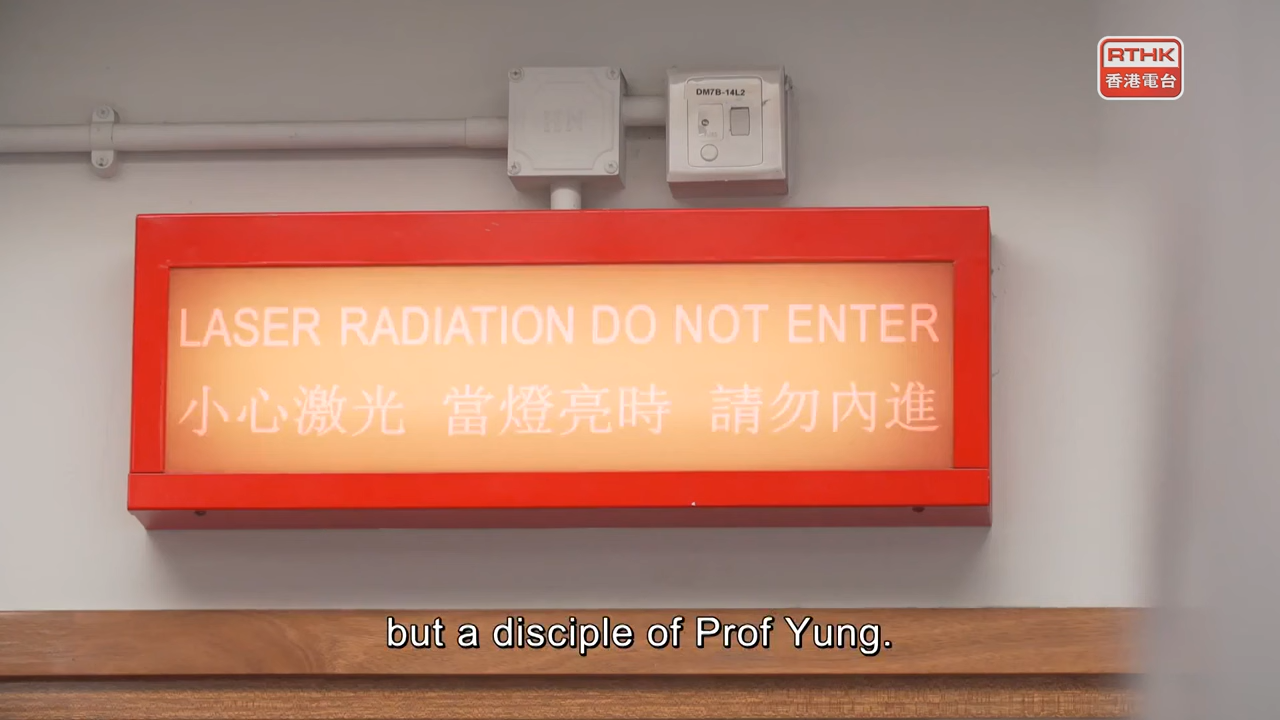 RTHK
香港電台
DM7B-14L2
LASER RADIATION DO NOT ENTER
小心激光 當燈亮時 請勿內進
but a disciple of Prof Yung.